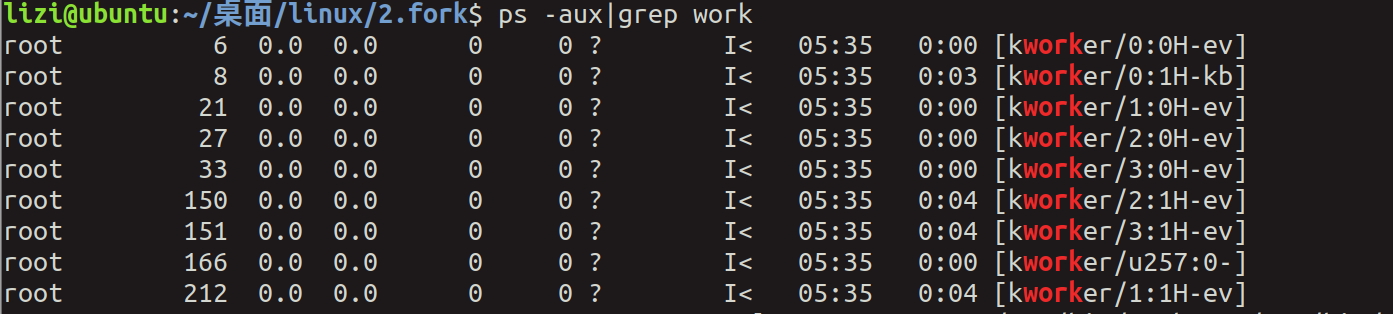 lizi@ubuntu:~/桌面/linux/2.fork$ ps -aux|grep work
root 6 0.0 0.0 0 0 ? I< 05:35 0:00 [kworker/0:0H-ev]
root 8 0.0 0.0 0 0 ? I< 05:35 0:03 [kworker/0:1H-kb]
root 21 0.0 0.0 0 0 ? I< 05:35 0:00 [kworker/1:0H-ev]
root 27 0.0 0.0 0 0 ? I< 05:35 0:00 [kworker/2:0H-ev]
root 33 0.0 0.0 0 0 ? I< 05:35 0:00 [kworker/3:0H-ev]
root 150 0.0 0.0 0 0 ? I< 05:35 0:04 [kworker/2:1H-ev]
root 151 0.0 0.0 0 0 ? I< 05:35 0:04 [kworker/3:1H-ev]
root 166 0.0 0.0 0 0 ? I< 05:35 0:00 [kworker/u257:0-]
root 212 0.0 0.0 0 0 ? I< 05:35 0:04 [kworker/1:1H-ev]